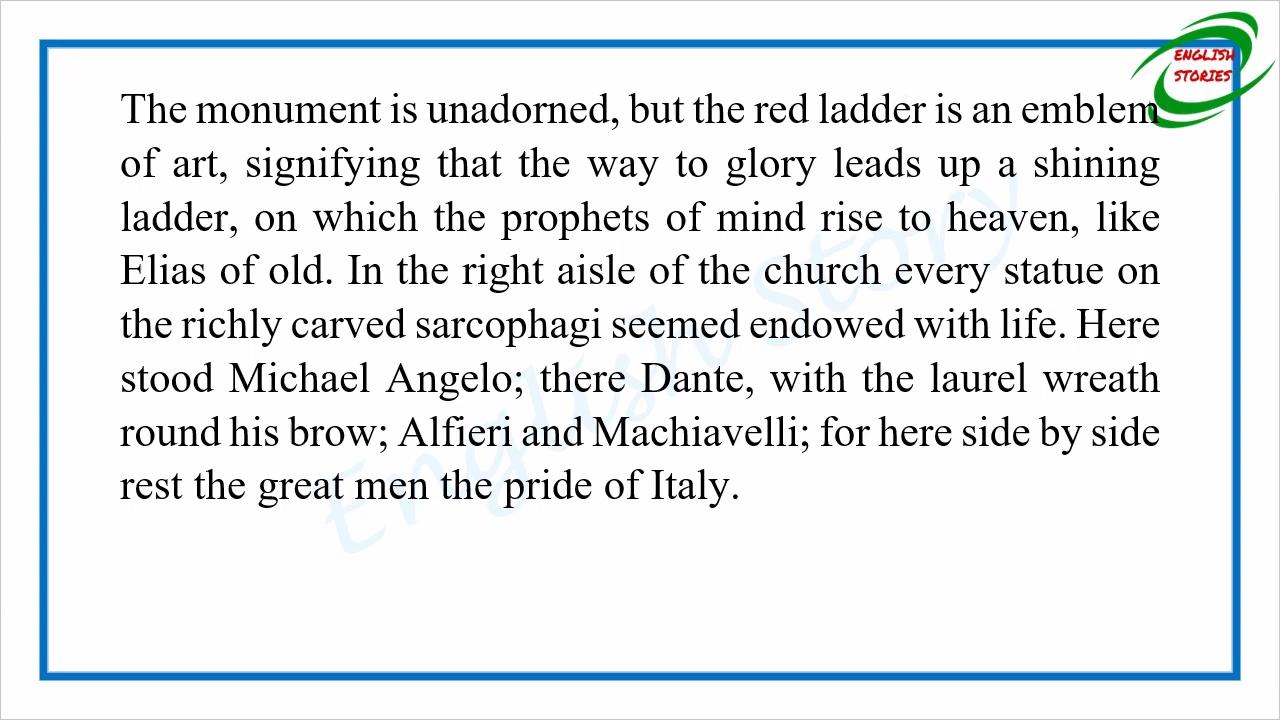 ENGLISH
STORIES
The monument is unadorned, but the red ladder is an emblem
of art, signifying that the way to glory leads up a shining
ladder, on which the prophets of mind rise to heaven, like
Elias of old. In the right aisle of the church every statue on
the richly carved sarcophagi seemed endowed with life. Here
stood Michael Angelo; there Dante, with the laurel wreath
round his brow; Alfieri and Machiavelli; for here side by side
rest the great men the pride of Italy.
English Story